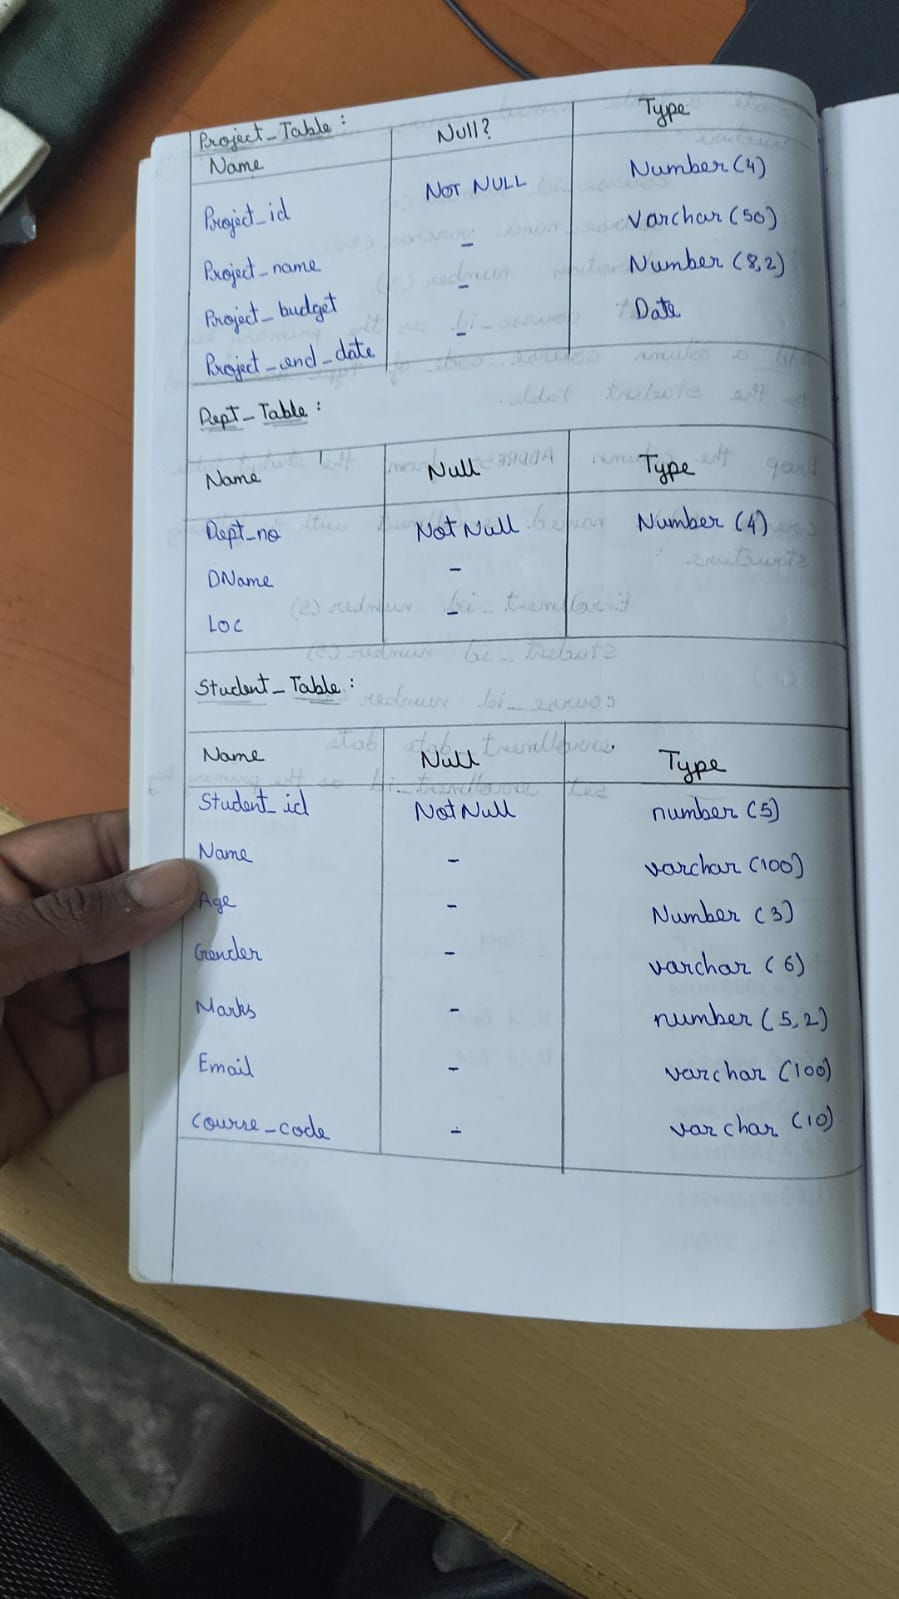 Project_Table:
Name Null? Type
Project_id NOT NULL Number (4)
Project_name - Varchar (50)
Project_budget - Number (8,2)
Project_end_date - Date
Dept_Table:
Name Null Type
Dept_no Not Null Number (4)
DName -
Loc -
Student_Table:
Name Null Type
Student_id Not Null number (5)
Name - varchar (100)
Age - Number (3)
Gender - varchar (6)
Marks - number (5,2)
Email - varchar (100)
Course_code - varchar (10)